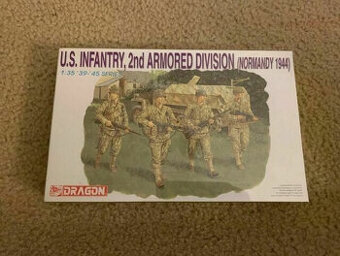 U.S. INFANTRY, 2nd ARMORED DIVISION (NORMANDY 1944)
1:35 '39-'45 SERIES
DRAGON